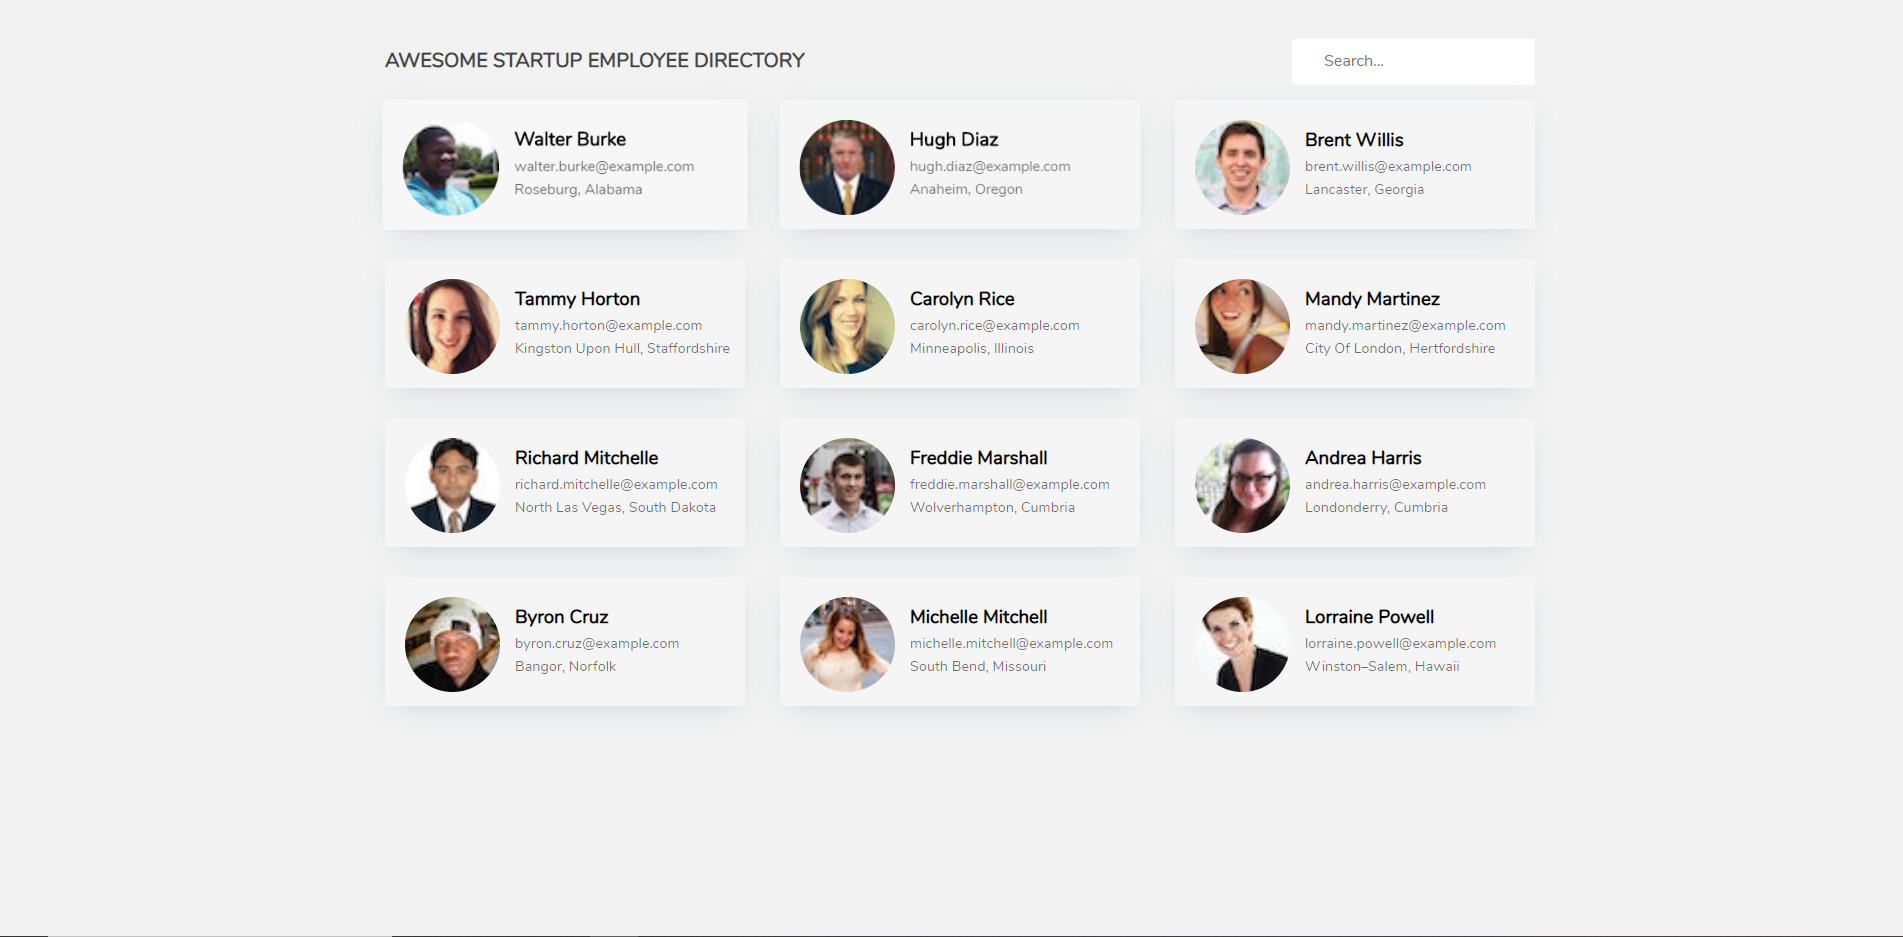 AWESOME STARTUP EMPLOYEE DIRECTORY
Search...
Walter Burke
walter.burke@example.com
Roseburg, Alabama
Hugh Diaz
hugh.diaz@example.com
Anaheim, Oregon
Brent Willis
brent.willis@example.com
Lancaster, Georgia
Tammy Horton
tammy.horton@example.com
Kingston Upon Hull, Staffordshire
Carolyn Rice
carolyn.rice@example.com
Minneapolis, Illinois
Mandy Martinez
mandy.martinez@example.com
City Of London, Hertfordshire
Richard Mitchelle
richard.mitchelle@example.com
North Las Vegas, South Dakota
Freddie Marshall
freddie.marshall@example.com
Wolverhampton, Cumbria
Andrea Harris
andrea.harris@example.com
Londonderry, Cumbria
Byron Cruz
byron.cruz@example.com
Bangor, Norfolk
Michelle Mitchell
michelle.mitchell@example.com
South Bend, Missouri
Lorraine Powell
lorraine.powell@example.com
Winston–Salem, Hawaii